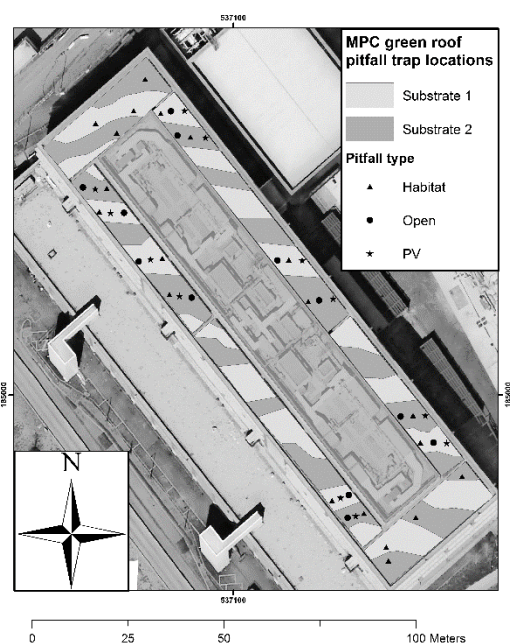 537100
MPC green roof
pitfall trap locations
Substrate 1
Substrate 2
Pitfall type
Habitat
Open
PV
185000
185000
N
537100
0 25 50 100 Meters